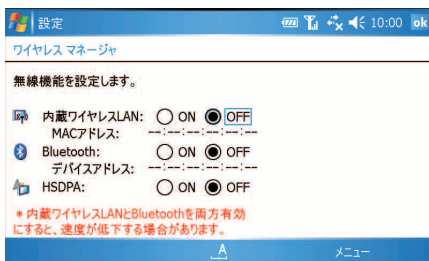 設定 10:00 ok
ワイヤレス マネージャ
無線機能を設定します。
内蔵ワイヤレスLAN: ON OFF
MACアドレス: --:--:--:--:--:--
Bluetooth: ON OFF
デバイスアドレス: --:--:--:--:--:--
HSDPA: ON OFF
* 内蔵ワイヤレスLANとBluetoothを両方有効
にすると、速度が低下する場合があります。
A メニュー